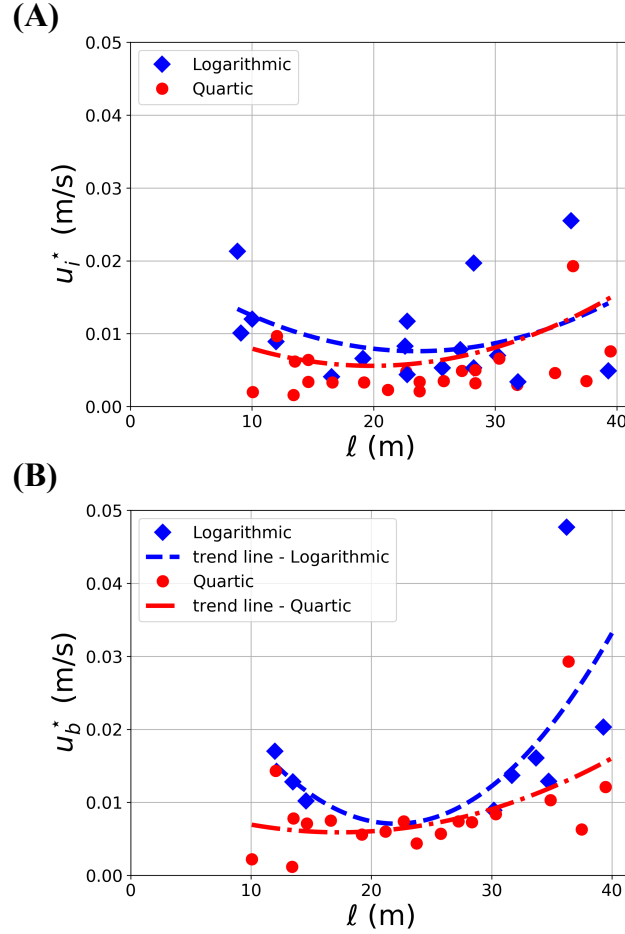 (A)
0.05
0.04
0.03
0.02
0.01
0.00
u_i^⋆ (m/s)
Logarithmic
Quartic
0 10 20 30 40
ℓ (m)
(B)
0.05
0.04
0.03
0.02
0.01
0.00
u_b^⋆ (m/s)
Logarithmic
trend line - Logarithmic
Quartic
trend line - Quartic
0 10 20 30 40
ℓ (m)